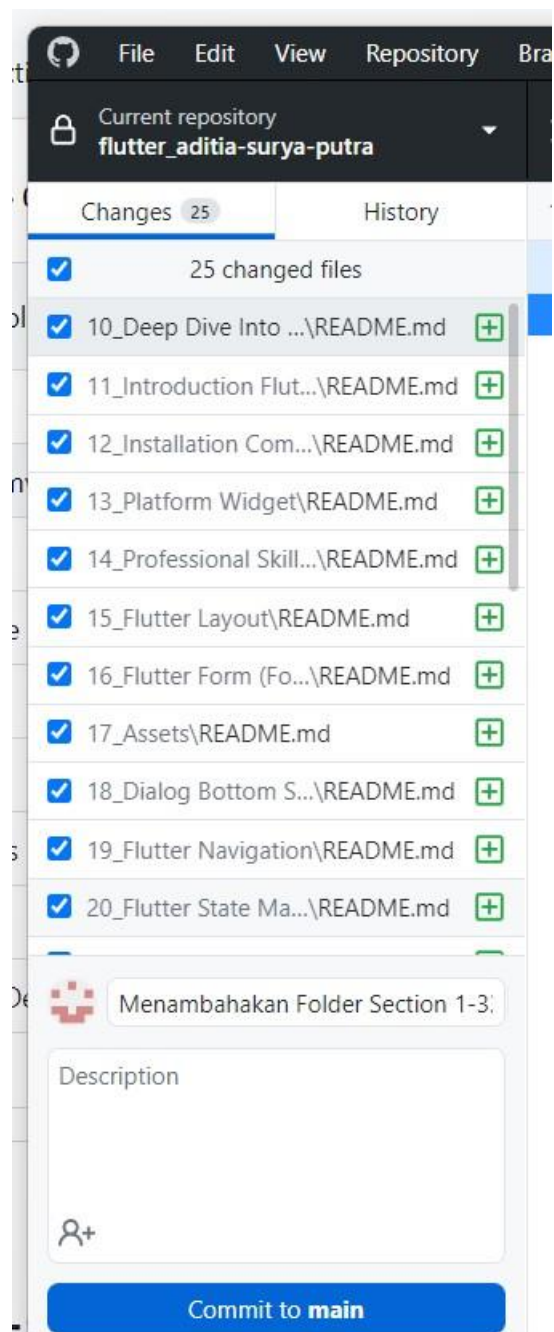 File Edit View Repository Bra
Current repository
flutter_aditia-surya-putra
Changes 25 History
25 changed files
10_Deep Dive Into ...\README.md
11_Introduction Flut...\README.md
12_Installation Com...\README.md
13_Platform Widget\README.md
14_Professional Skill...\README.md
15_Flutter Layout\README.md
16_Flutter Form (Fo...\README.md
17_Assets\README.md
18_Dialog Bottom S...\README.md
19_Flutter Navigation\README.md
20_Flutter State Ma...\README.md
Menambahakan Folder Section 1-3
Description
Commit to main